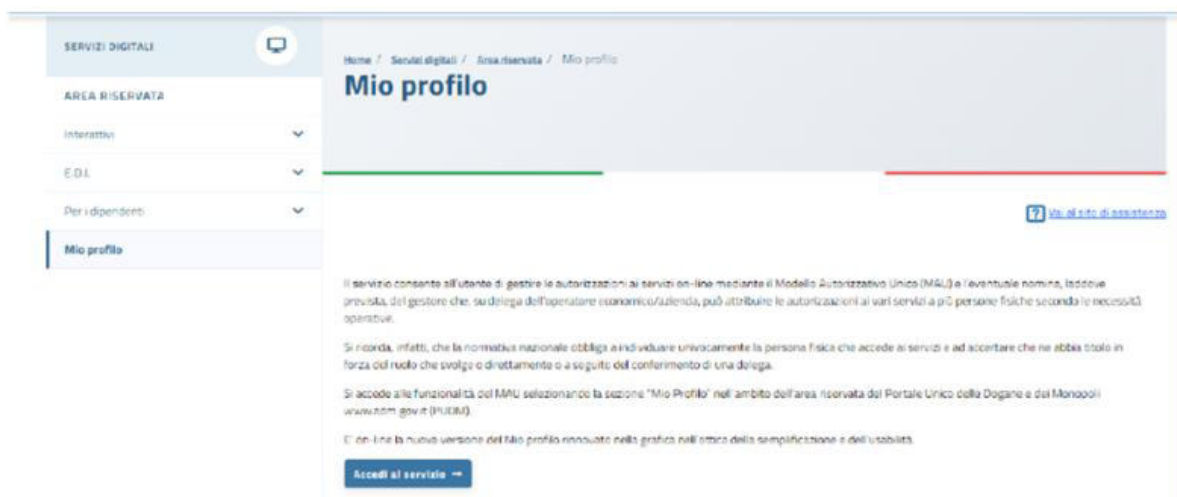 SERVIZI DIGITALI
AREA RISERVATA
Interattivi
E.D.I.
Per i dipendenti
Mio profilo
Home / Servizi digitali / Area riservata / Mio profilo
Mio profilo
? Vai al sito di assistenza
Il servizio consente all'utente di gestire le autorizzazioni ai servizi on-line mediante il Modello Autorizzativo Unico (MAU) e l'eventuale nomina, laddove
prevista, del gestore che, su delega dell'operatore economico/azienda, può attribuire le autorizzazioni ai vari servizi a più persone fisiche secondo le necessità
operative.
Si ricorda, infatti, che la normativa nazionale obbliga a individuare univocamente la persona fisica che accede ai servizi e ad accertare che ne abbia titolo in
forza del ruolo che svolge o direttamente o a seguito del conferimento di una delega.
Si accede alle funzionalità del MAU selezionando la sezione "Mio Profilo" nell'ambito dell'area riservata del Portale Unico delle Dogane e dei Monopoli
www.adm.gov.it (PUDM).
E' on-line la nuova versione del Mio profilo rinnovato nella grafica nell'ottica della semplificazione e dell'usabilità.
Accedi al servizio →